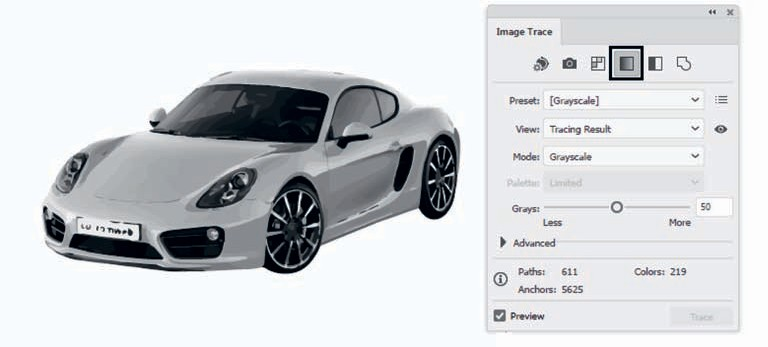 Image Trace
Preset: [Grayscale]
View: Tracing Result
Mode: Grayscale
Palette: Limited
Grays: 50
Less More
Advanced
Paths: 611 Colors: 219
Anchors: 5625
Preview Trace